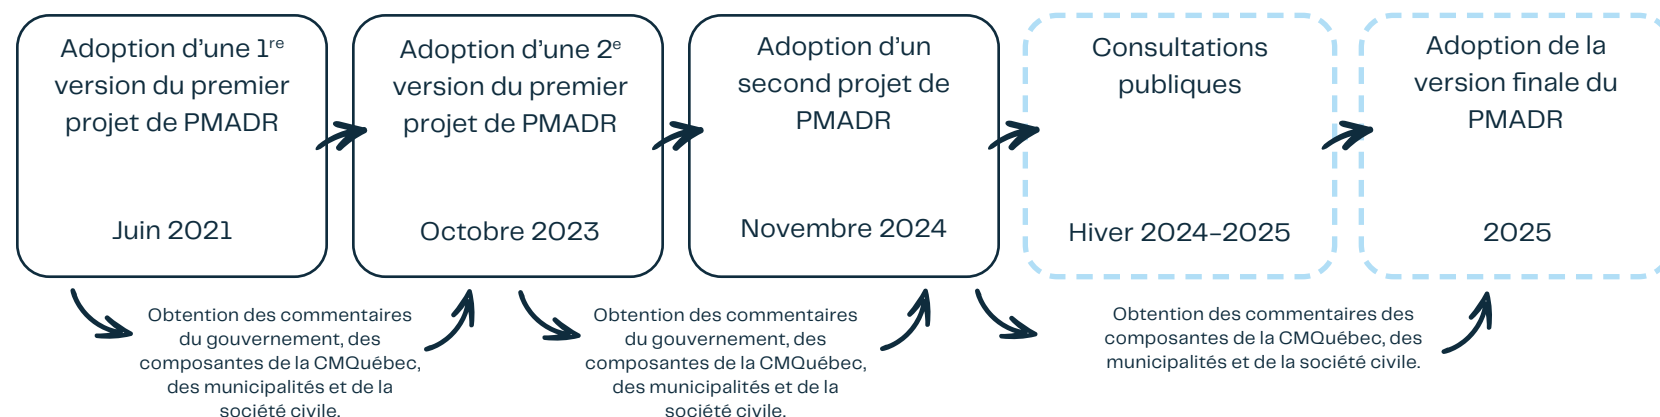 Adoption d'une 1re
version du premier
projet de PMADR
Juin 2021
Adoption d'une 2e
version du premier
projet de PMADR
Octobre 2023
Adoption d'un
second projet de
PMADR
Novembre 2024
Consultations
publiques
Hiver 2024-2025
Adoption de la
version finale du
PMADR
2025
Obtention des commentaires
du gouvernement, des
composantes de la CMQuébec,
des municipalités et de la
société civile.
Obtention des commentaires
du gouvernement, des
composantes de la CMQuébec,
des municipalités et de la
société civile.
Obtention des commentaires des
composantes de la CMQuébec, des
municipalités et de la société civile.